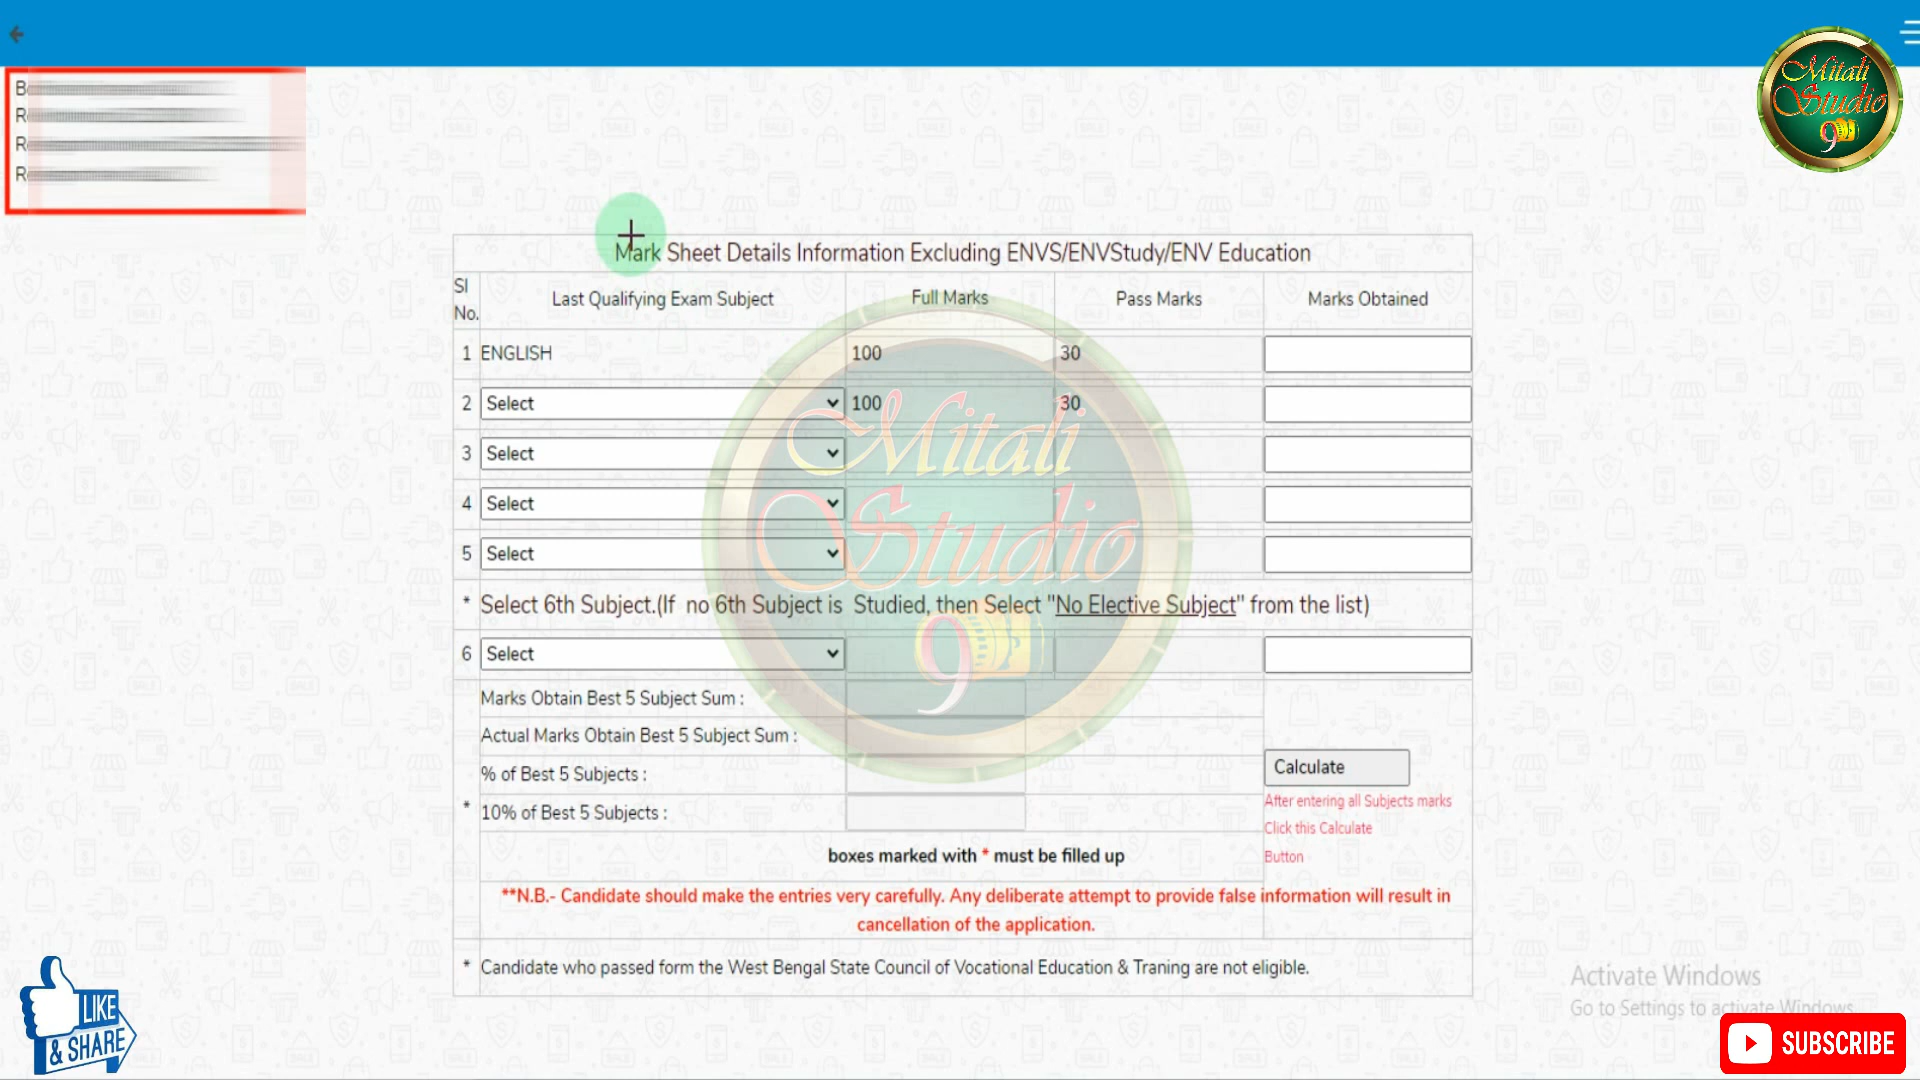 Mitali
Studio
9
Mark Sheet Details Information Excluding ENVS/ENVStudy/ENV Education
Sl No. Last Qualifying Exam Subject Full Marks Pass Marks Marks Obtained
1 ENGLISH 100 30
2 Select 100 30
3 Select
4 Select
5 Select
* Select 6th Subject.(If no 6th Subject is Studied, then Select "No Elective Subject" from the list)
6 Select
Mitali
Studio
9
Marks Obtain Best 5 Subject Sum :
Actual Marks Obtain Best 5 Subject Sum :
% of Best 5 Subjects :
* 10% of Best 5 Subjects :
Calculate
After entering all Subjects marks
Click this Calculate
Button
boxes marked with * must be filled up
**N.B.- Candidate should make the entries very carefully. Any deliberate attempt to provide false information will result in
cancellation of the application.
* Candidate who passed form the West Bengal State Council of Vocational Education & Traning are not eligible.
Activate Windows
Go to Settings to activate Windows.
LIKE
& SHARE
SUBSCRIBE